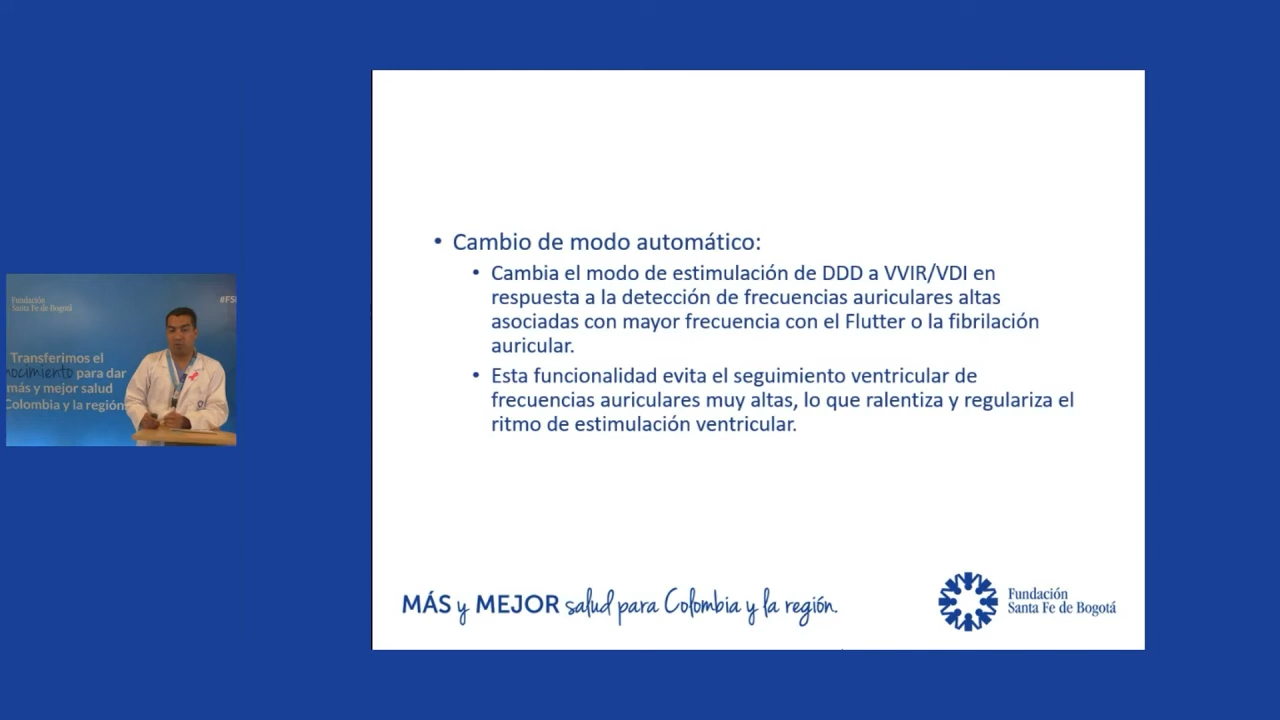 Fundación
Santa Fe de Bogotá
Transferimos el
nocimiento para dar
más y mejor salud
Colombia y la región
• Cambio de modo automático:
• Cambia el modo de estimulación de DDD a VVIR/VDI en
respuesta a la detección de frecuencias auriculares altas
asociadas con mayor frecuencia con el Flutter o la fibrilación
auricular.
• Esta funcionalidad evita el seguimiento ventricular de
frecuencias auriculares muy altas, lo que ralentiza y regulariza el
ritmo de estimulación ventricular.
MÁS y MEJOR salud para Colombia y la región.
Fundación
Santa Fe de Bogotá